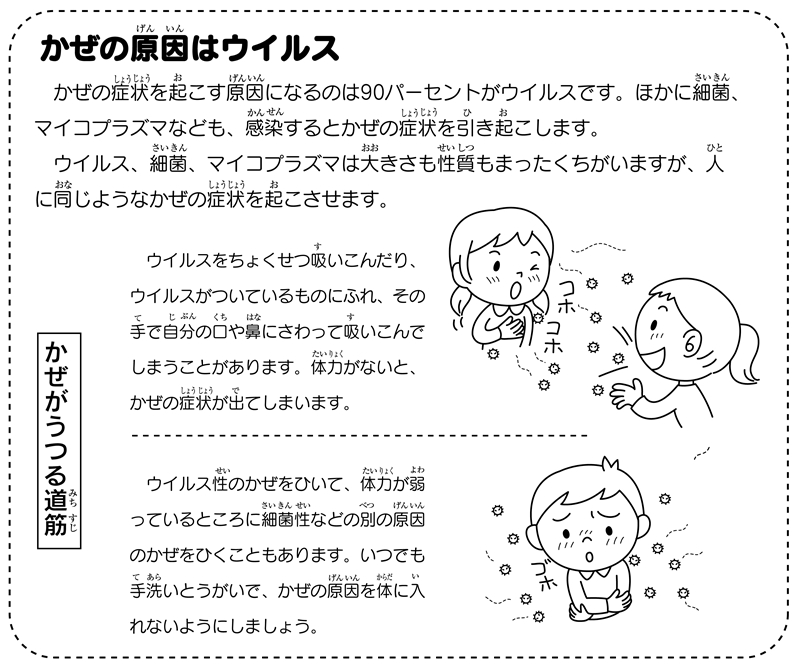 かぜの原因はウイルス
かぜの症状を起こす原因になるのは90パーセントがウイルスです。ほかに細菌、
マイコプラズマなども、感染するとかぜの症状を引き起こします。
ウイルス、細菌、マイコプラズマは大きさも性質もまったくちがいますが、人
に同じようなかぜの症状を起こさせます。
かぜがうつる道筋
ウイルスをちょくせつ吸いこんだり、
ウイルスがついているものにふれ、その
手で自分の口や鼻にさわって吸いこんで
しまうことがあります。体力がないと、
かぜの症状が出てしまいます。
コホ
コホ
ウイルス性のかぜをひいて、体力が弱
っているところに細菌性などの別の原因
のかぜをひくこともあります。いつでも
手洗いとうがいで、かぜの原因を体に入
れないようにしましょう。
ゴホ